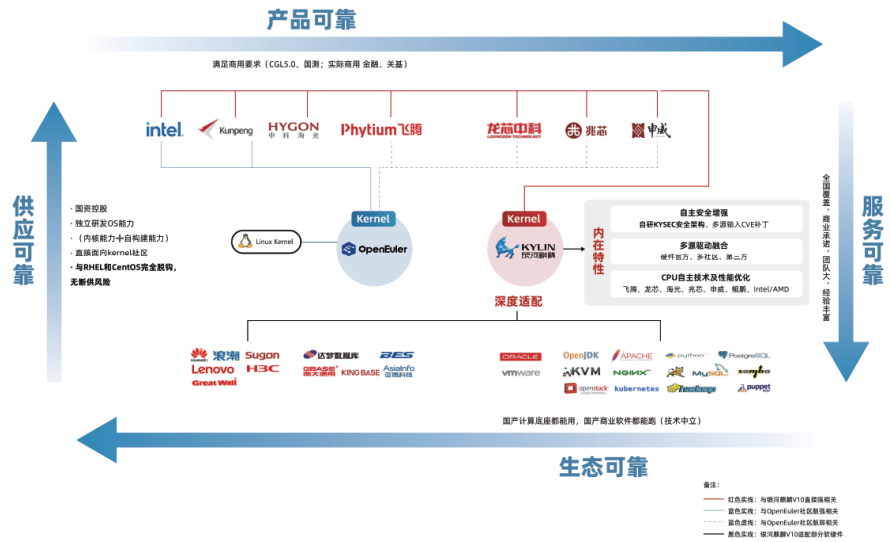 产品可靠
满足商用要求（CGL5.0、国测；实际商用 金融、关基）
intel.
Kunpeng
HYGON
中科海光
Phytium飞腾
龙芯中科
LOONGSON TECHNOLOGY
兆芯
申威
供应可靠
· 国资控股
· 独立研发OS能力
· （内核能力＋自构建能力）
· 直接面向kernel社区
· 与RHEL和CentOS完全脱钩，
无断供风险
Linux Kernel
Kernel
OpenEuler
Kernel
KYLIN
银河麒麟
深度适配
内在特性
自主安全增强
自研KYSEC安全架构、多源输入CVE补丁
多源驱动融合
硬件官方、多社区、第三方
CPU自主技术及性能优化
飞腾、龙芯、海光、兆芯、申威、鲲鹏、Intel/AMD
服务可靠
全国覆盖，商业承诺；团队大，经验丰富
HUAWEI
浪潮
Sugon
Lenovo
H3C
Great Wall
达梦数据库
BES
GBASE
南大通用
KINGBASE
AsiaInfo
亚信科技
ORACLE
OpenJDK
APACHE
python
PostgreSQL
vmware
KVM
NGINX
MySQL
samba
openstack
kubernetes
hadoop
puppet
国产计算底座都能用，国产商业软件都能跑（技术中立）
生态可靠
备注：
红色实线：与银河麒麟V10直接强相关
蓝色实线：与OpenEuler社区版强相关
蓝色虚线：与OpenEuler社区版弱相关
黑色实线：银河麒麟V10适配部分软硬件